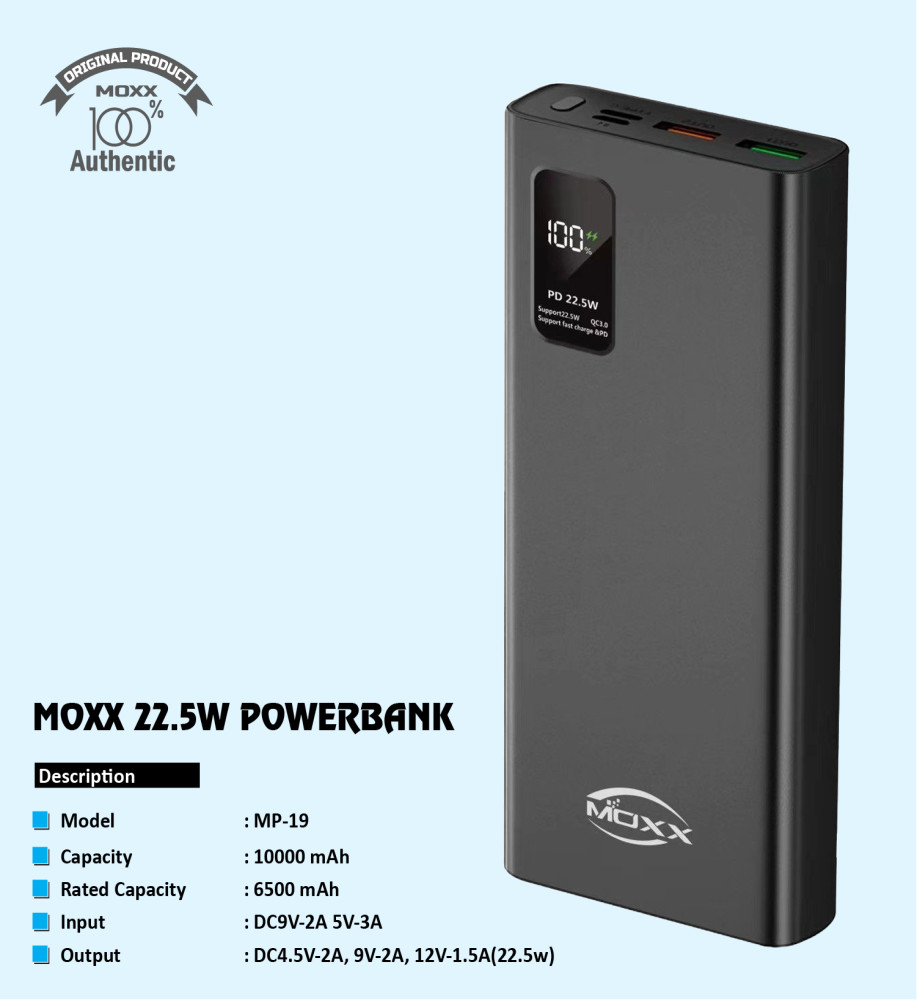 ORIGINAL PRODUCT
MOXX
100%
Authentic
100%
PD 22.5W
Support22.5W QC3.0
Support fast charge &PD
MOXX 22.5W POWERBANK
Description
Model : MP-19
Capacity : 10000 mAh
Rated Capacity : 6500 mAh
Input : DC9V-2A 5V-3A
Output : DC4.5V-2A, 9V-2A, 12V-1.5A(22.5w)
MOXX